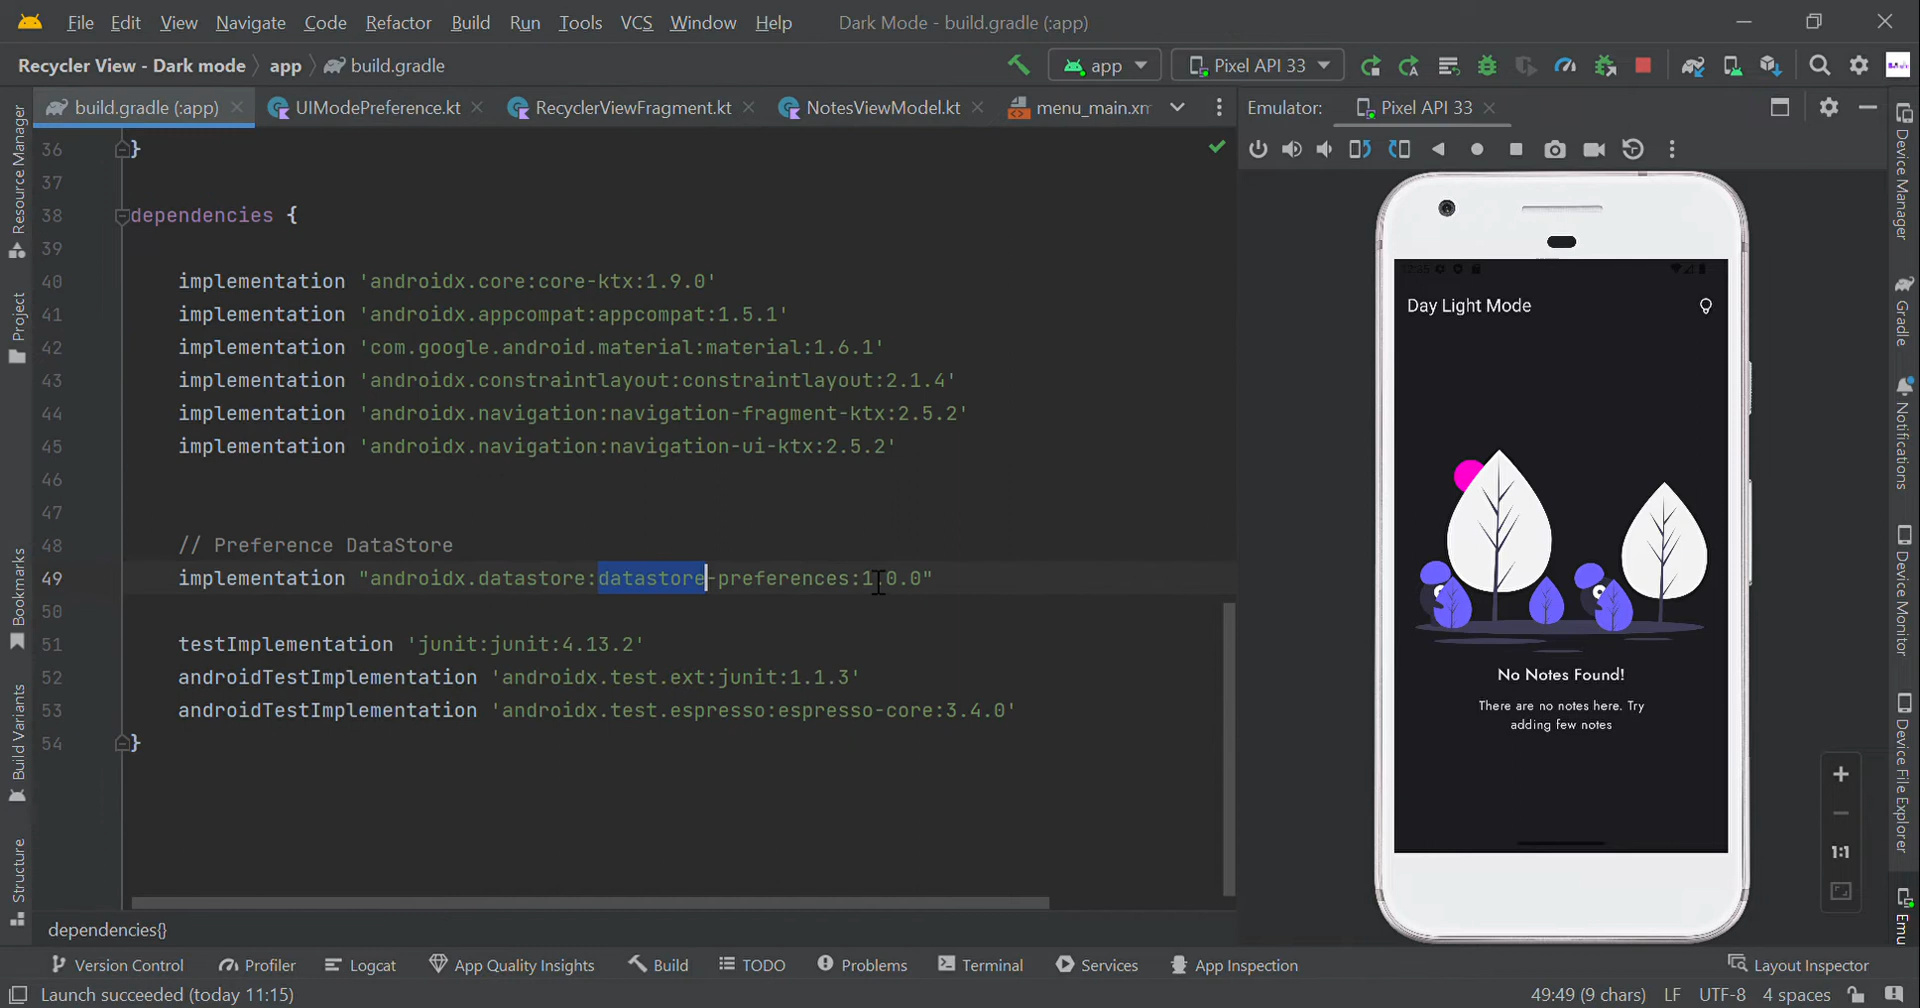 File Edit View Navigate Code Refactor Build Run Tools VCS Window Help Dark Mode - build.gradle (:app)
Recycler View - Dark mode app build.gradle app Pixel API 33
build.gradle (:app) UIModePreference.kt RecyclerViewFragment.kt NotesViewModel.kt menu_main.xm Emulator: Pixel API 33
36 }
37
38 dependencies {
39
40 implementation 'androidx.core:core-ktx:1.9.0'
41 implementation 'androidx.appcompat:appcompat:1.5.1'
42 implementation 'com.google.android.material:material:1.6.1'
43 implementation 'androidx.constraintlayout:constraintlayout:2.1.4'
44 implementation 'androidx.navigation:navigation-fragment-ktx:2.5.2'
45 implementation 'androidx.navigation:navigation-ui-ktx:2.5.2'
46
47
48 // Preference DataStore
49 implementation "androidx.datastore:datastore-preferences:1.0.0"
50
51 testImplementation 'junit:junit:4.13.2'
52 androidTestImplementation 'androidx.test.ext:junit:1.1.3'
53 androidTestImplementation 'androidx.test.espresso:espresso-core:3.4.0'
54 }
dependencies{}
Resource Manager
Project
Bookmarks
Build Variants
Structure
Day Light Mode
No Notes Found!
There are no notes here. Try
adding few notes
1:1
Device Manager
Gradle
Notifications
Device Monitor
Device File Explorer
Emu
Version Control Profiler Logcat App Quality Insights Build TODO Problems Terminal Services App Inspection Layout Inspector
Launch succeeded (today 11:15) 49:49 (9 chars) LF UTF-8 4 spaces